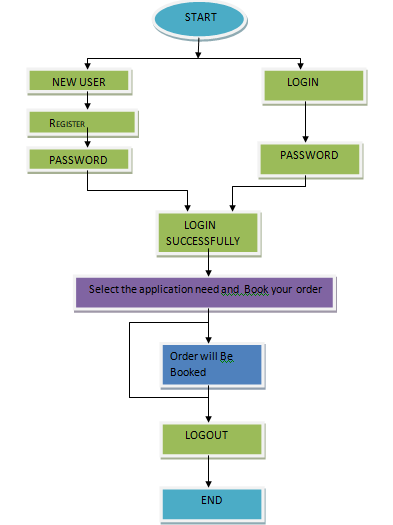 START
NEW USER
LOGIN
REGISTER
PASSWORD
PASSWORD
LOGIN
SUCCESSFULLY
Select the application need and Book your order
Order will Be
Booked
LOGOUT
END